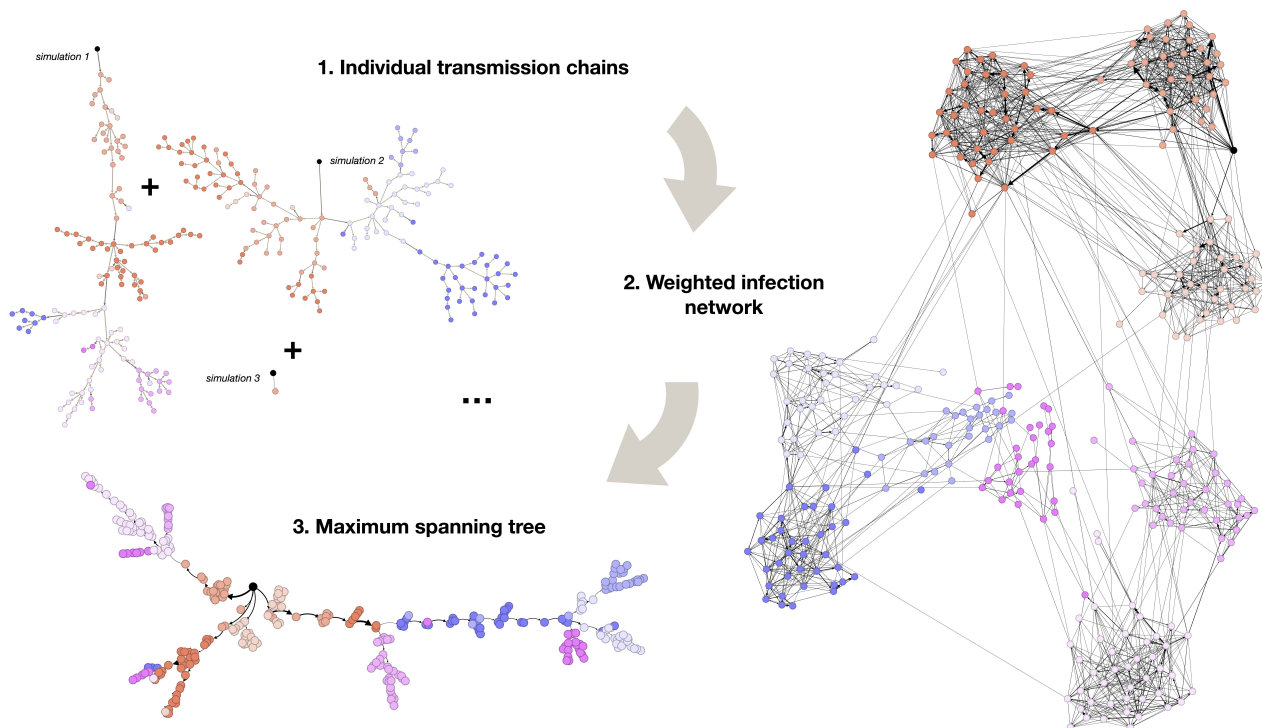 simulation 1
1. Individual transmission chains
+
simulation 2
2. Weighted infection
network
+
simulation 3
...
3. Maximum spanning tree